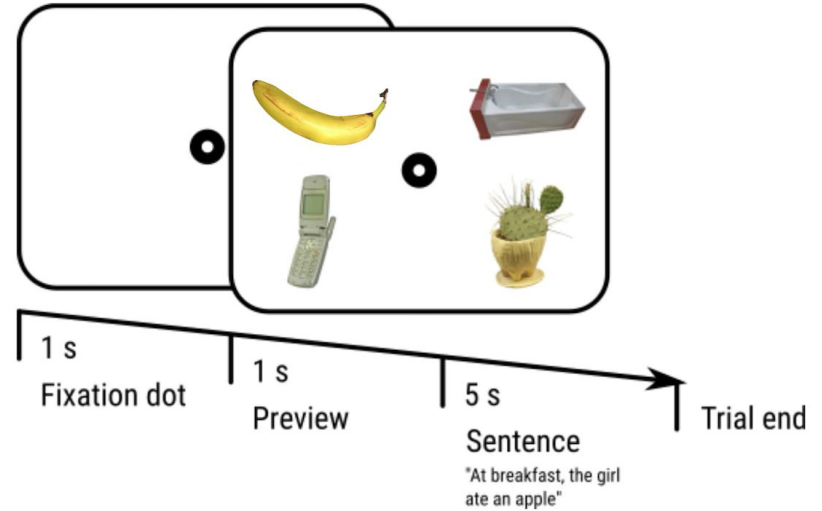 1 s
Fixation dot
1 s
Preview
5 s
Sentence
"At breakfast, the girl
ate an apple"
Trial end